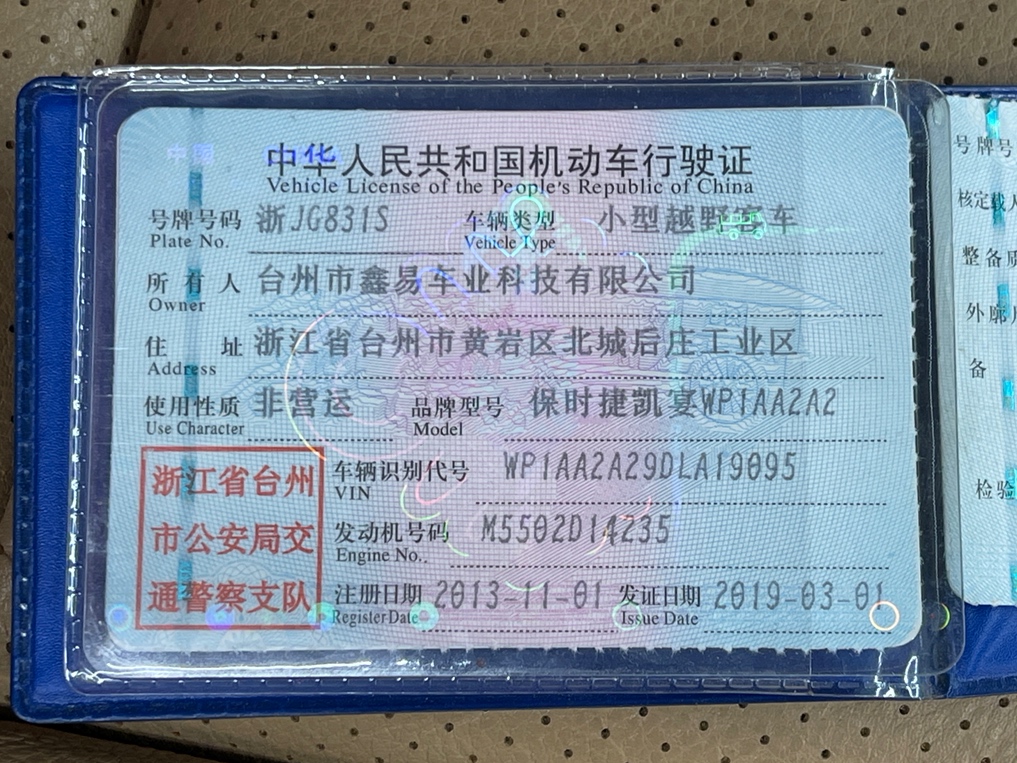 中国
中华人民共和国机动车行驶证
Vehicle License of the People's Republic of China
号牌号码 浙JG831S 车辆类型 小型越野客车
Plate No. Vehicle Type
所有人 台州市鑫易车业科技有限公司
Owner
住址 浙江省台州市黄岩区北城后庄工业区
Address
使用性质 非营运 品牌型号 保时捷凯宴WP1AA2A2
Use Character Model
浙江省台州
市公安局交
通警察支队
车辆识别代号 WP1AA2A29DLA19095
VIN
发动机号码 M5502D14235
Engine No.
注册日期 2013-11-01 发证日期 2019-03-01
Register Date Issue Date
号牌号
核定载人
整备质
外廓
备
检验